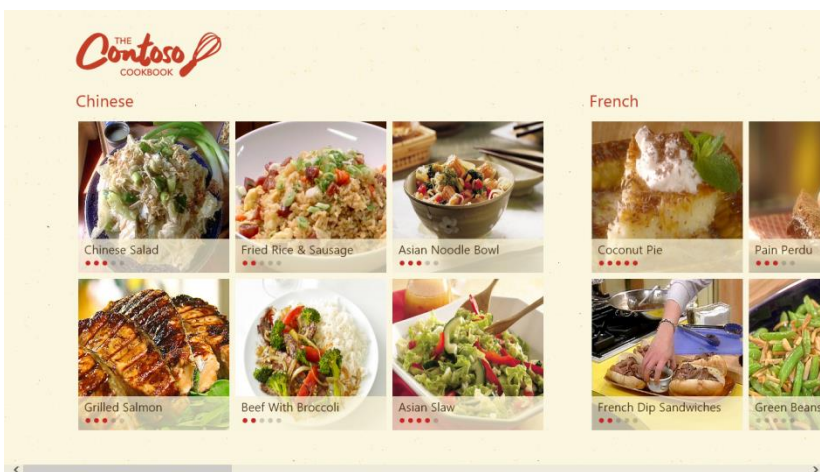 THE
Contoso
COOKBOOK
Chinese
French
Chinese Salad
Fried Rice & Sausage
Asian Noodle Bowl
Coconut Pie
Pain Perdu
Grilled Salmon
Beef With Broccoli
Asian Slaw
French Dip Sandwiches
Green Beans